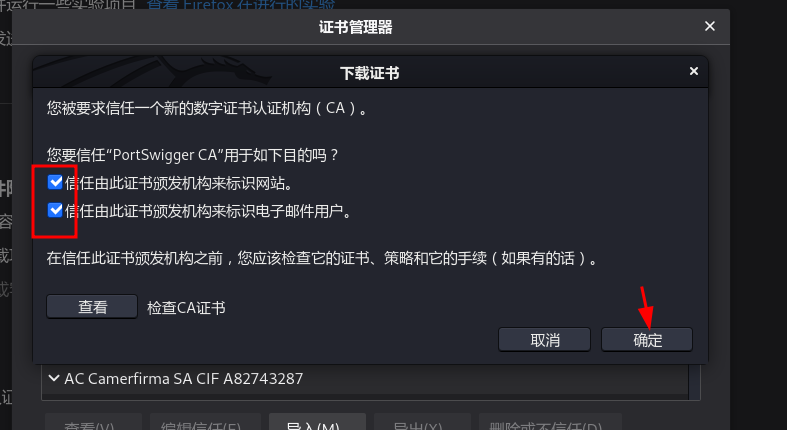 并运行一些实验项目 查看Firefox 在进行的实验
证书管理器
下载证书
您被要求信任一个新的数字证书认证机构（CA）。
您要信任“PortSwigger CA”用于如下目的吗？
信任由此证书颁发机构来标识网站。
信任由此证书颁发机构来标识电子邮件用户。
在信任此证书颁发机构之前，您应该检查它的证书、策略和它的手续（如果有的话）。
查看 检查CA证书
取消 确定
AC Camerfirma SA CIF A82743287
查看(V) 编辑信任(E) 导入(M) 导出(X) 删除或不信任(D)